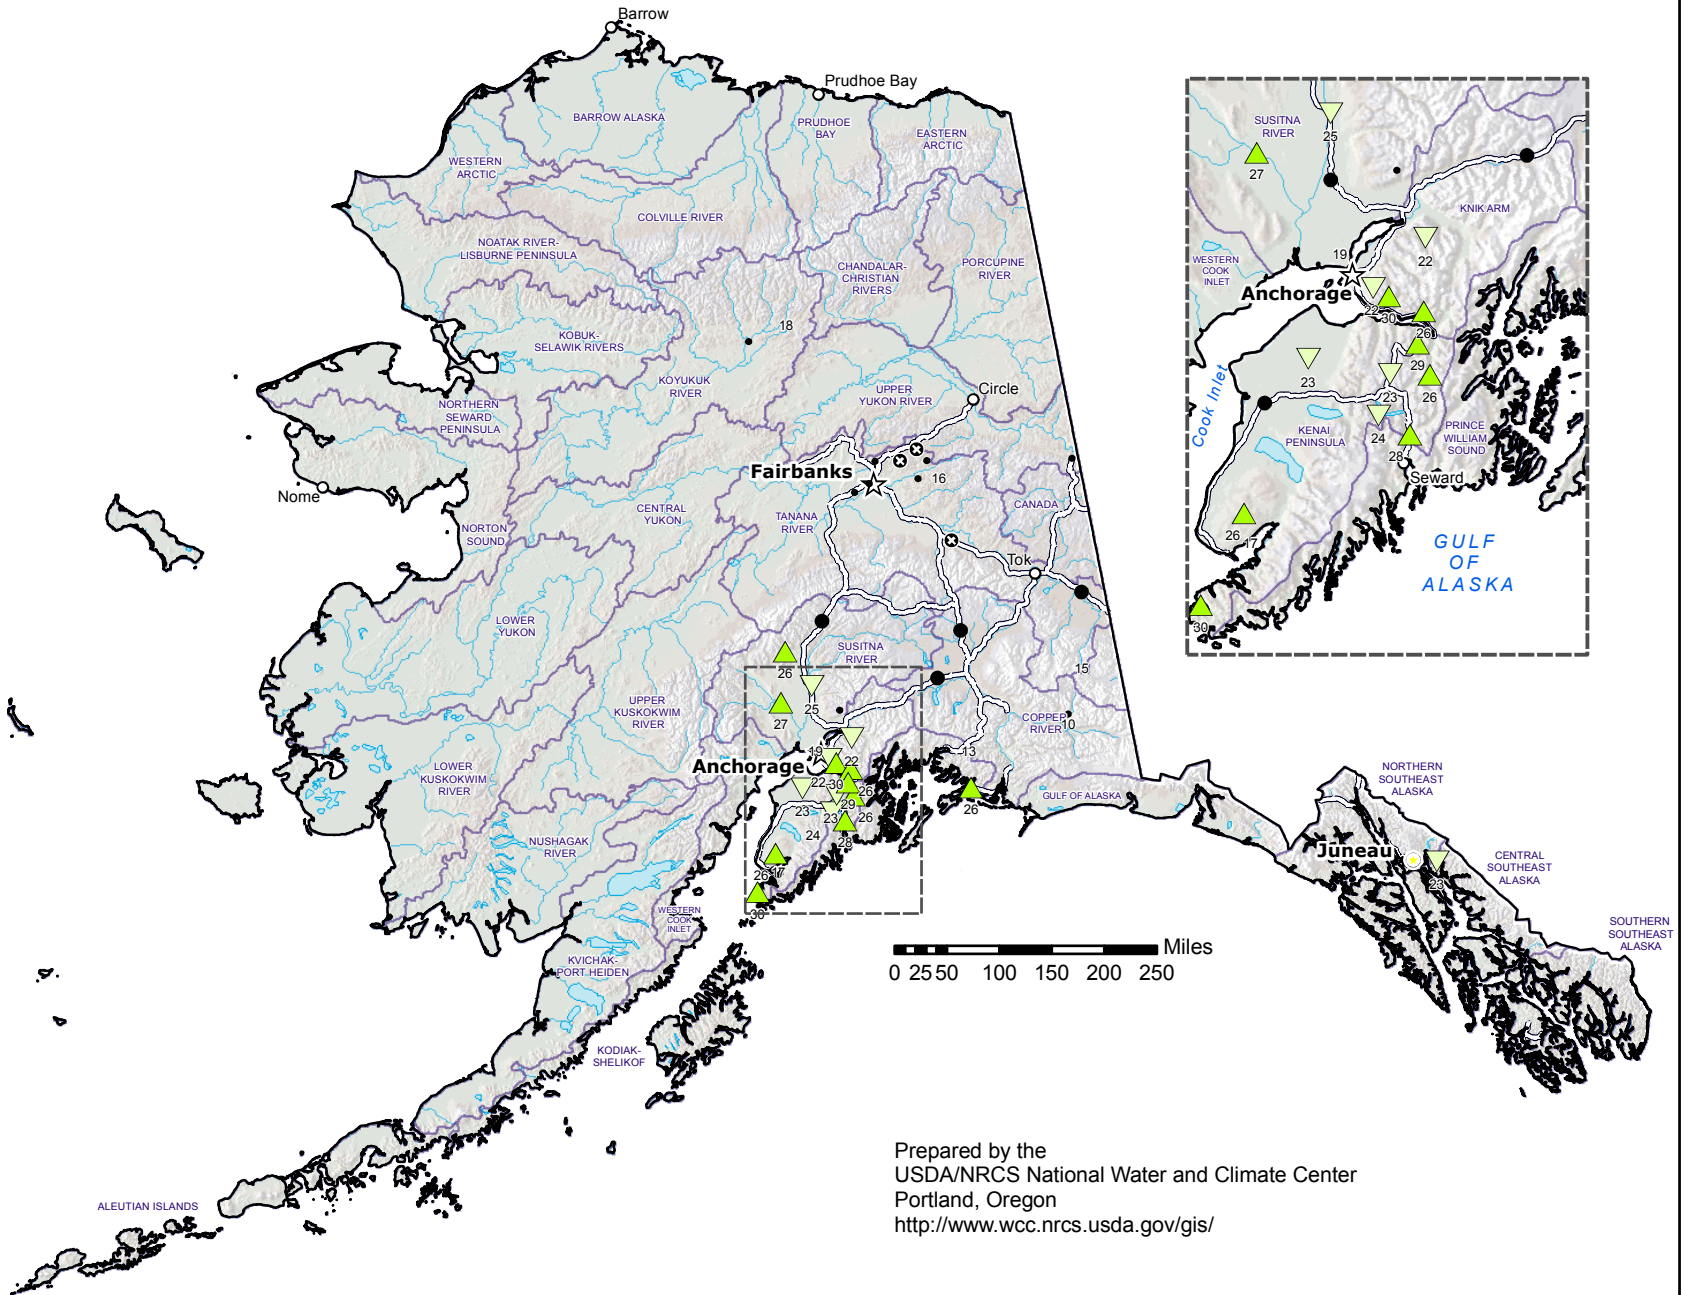 Barrow
Prudhoe Bay
BARROW ALASKA
PRUDHOE
BAY
EASTERN
ARCTIC
WESTERN
ARCTIC
COLVILLE RIVER
NOATAK RIVER-
LISBURNE PENINSULA
CHANDALAR-
CHRISTIAN
RIVERS
PORCUPINE
RIVER
KOBUK-
SELAWIK RIVERS
18
KOYUKUK
RIVER
UPPER
YUKON RIVER
Circle
NORTHERN
SEWARD
PENINSULA
Fairbanks
16
Nome
NORTON
SOUND
CENTRAL
YUKON
TANANA
RIVER
CANADA
Tok
LOWER
YUKON
SUSITNA
RIVER
26
15
UPPER
KUSKOKWIM
RIVER
27
25
COPPER
RIVER
10
19
13
Anchorage
22
LOWER
KUSKOKWIM
RIVER
22
30
26
GULF OF ALASKA
26
23
29
23
26
24
28
NUSHAGAK
RIVER
26
17
30
WESTERN
COOK
INLET
KVICHAK-
PORT HEIDEN
KODIAK-
SHELIKOF
ALEUTIAN ISLANDS
NORTHERN
SOUTHEAST
ALASKA
Juneau
23
CENTRAL
SOUTHEAST
ALASKA
SOUTHERN
SOUTHEAST
ALASKA
Miles
0 25 50 100 150 200 250
SUSITNA
RIVER
25
27
KNIK ARM
22
WESTERN
COOK
INLET
19
Anchorage
22
30
26
29
23
23
26
Cook Inlet
KENAI
PENINSULA
24
PRINCE
WILLIAM
SOUND
28
Seward
26
17
GULF
OF
ALASKA
30
Prepared by the
USDA/NRCS National Water and Climate Center
Portland, Oregon
http://www.wcc.nrcs.usda.gov/gis/